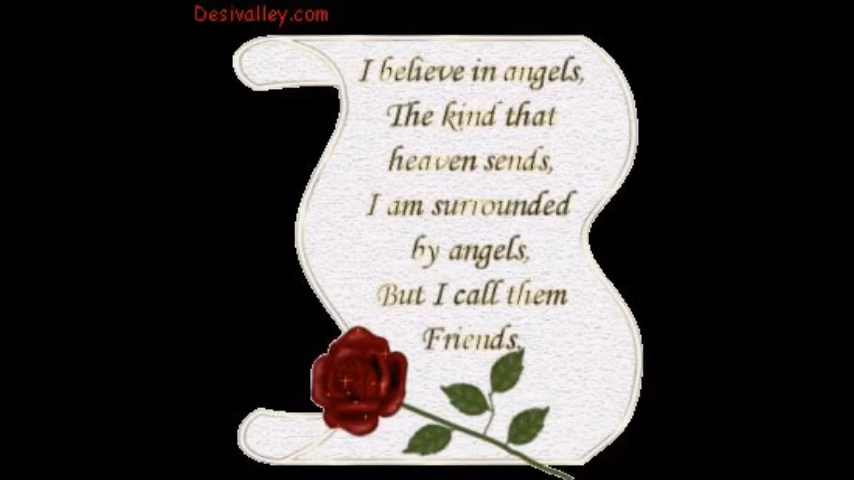 Desivalley.com
I believe in angels,
The kind that
heaven sends,
I am surrounded
by angels,
But I call them
Friends.